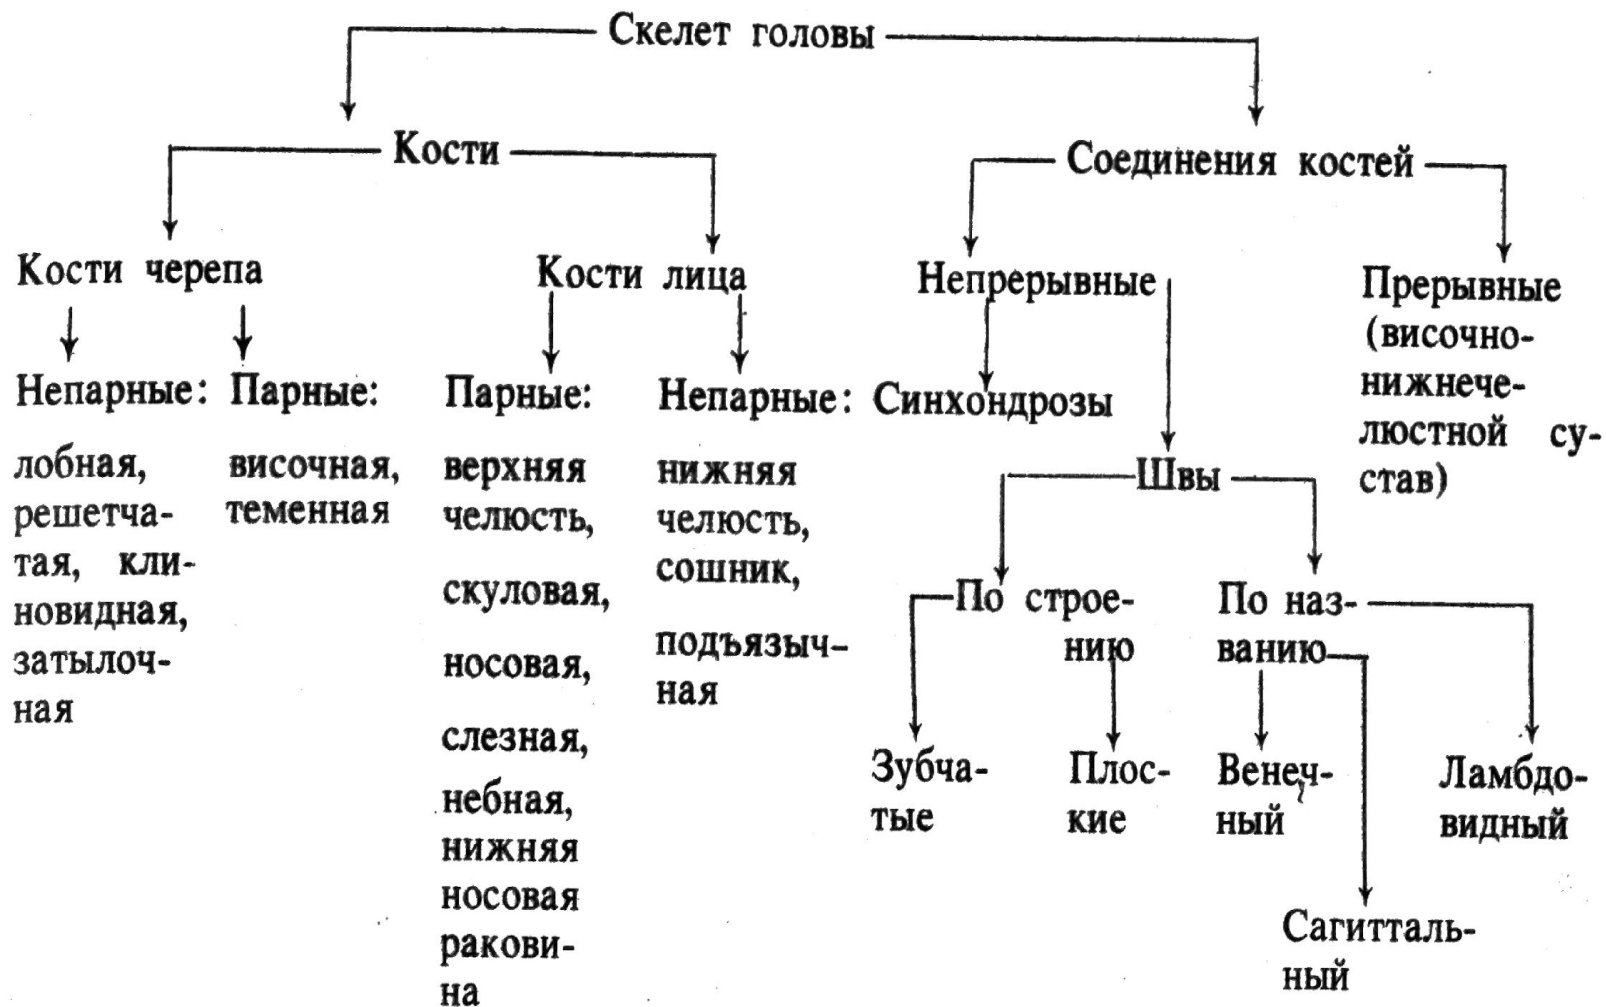 Скелет головы
Кости
Соединения костей
Кости черепа
Кости лица
Непрерывные
Прерывные
(височно-
нижнече-
люстной су-
став)
Непарные:
лобная,
решетча-
тая, кли-
новидная,
затылоч-
ная
Парные:
височная,
теменная
Парные:
верхняя
челюсть,
скуловая,
носовая,
слезная,
небная,
нижняя
носовая
ракови-
на
Непарные:
нижняя
челюсть,
сошник,
подъязыч-
ная
Синхондрозы
Швы
По строе-
нию
По наз-
ванию
Зубча-
тые
Плос-
кие
Венеч-
ный
Ламбдо-
видный
Сагитталь-
ный